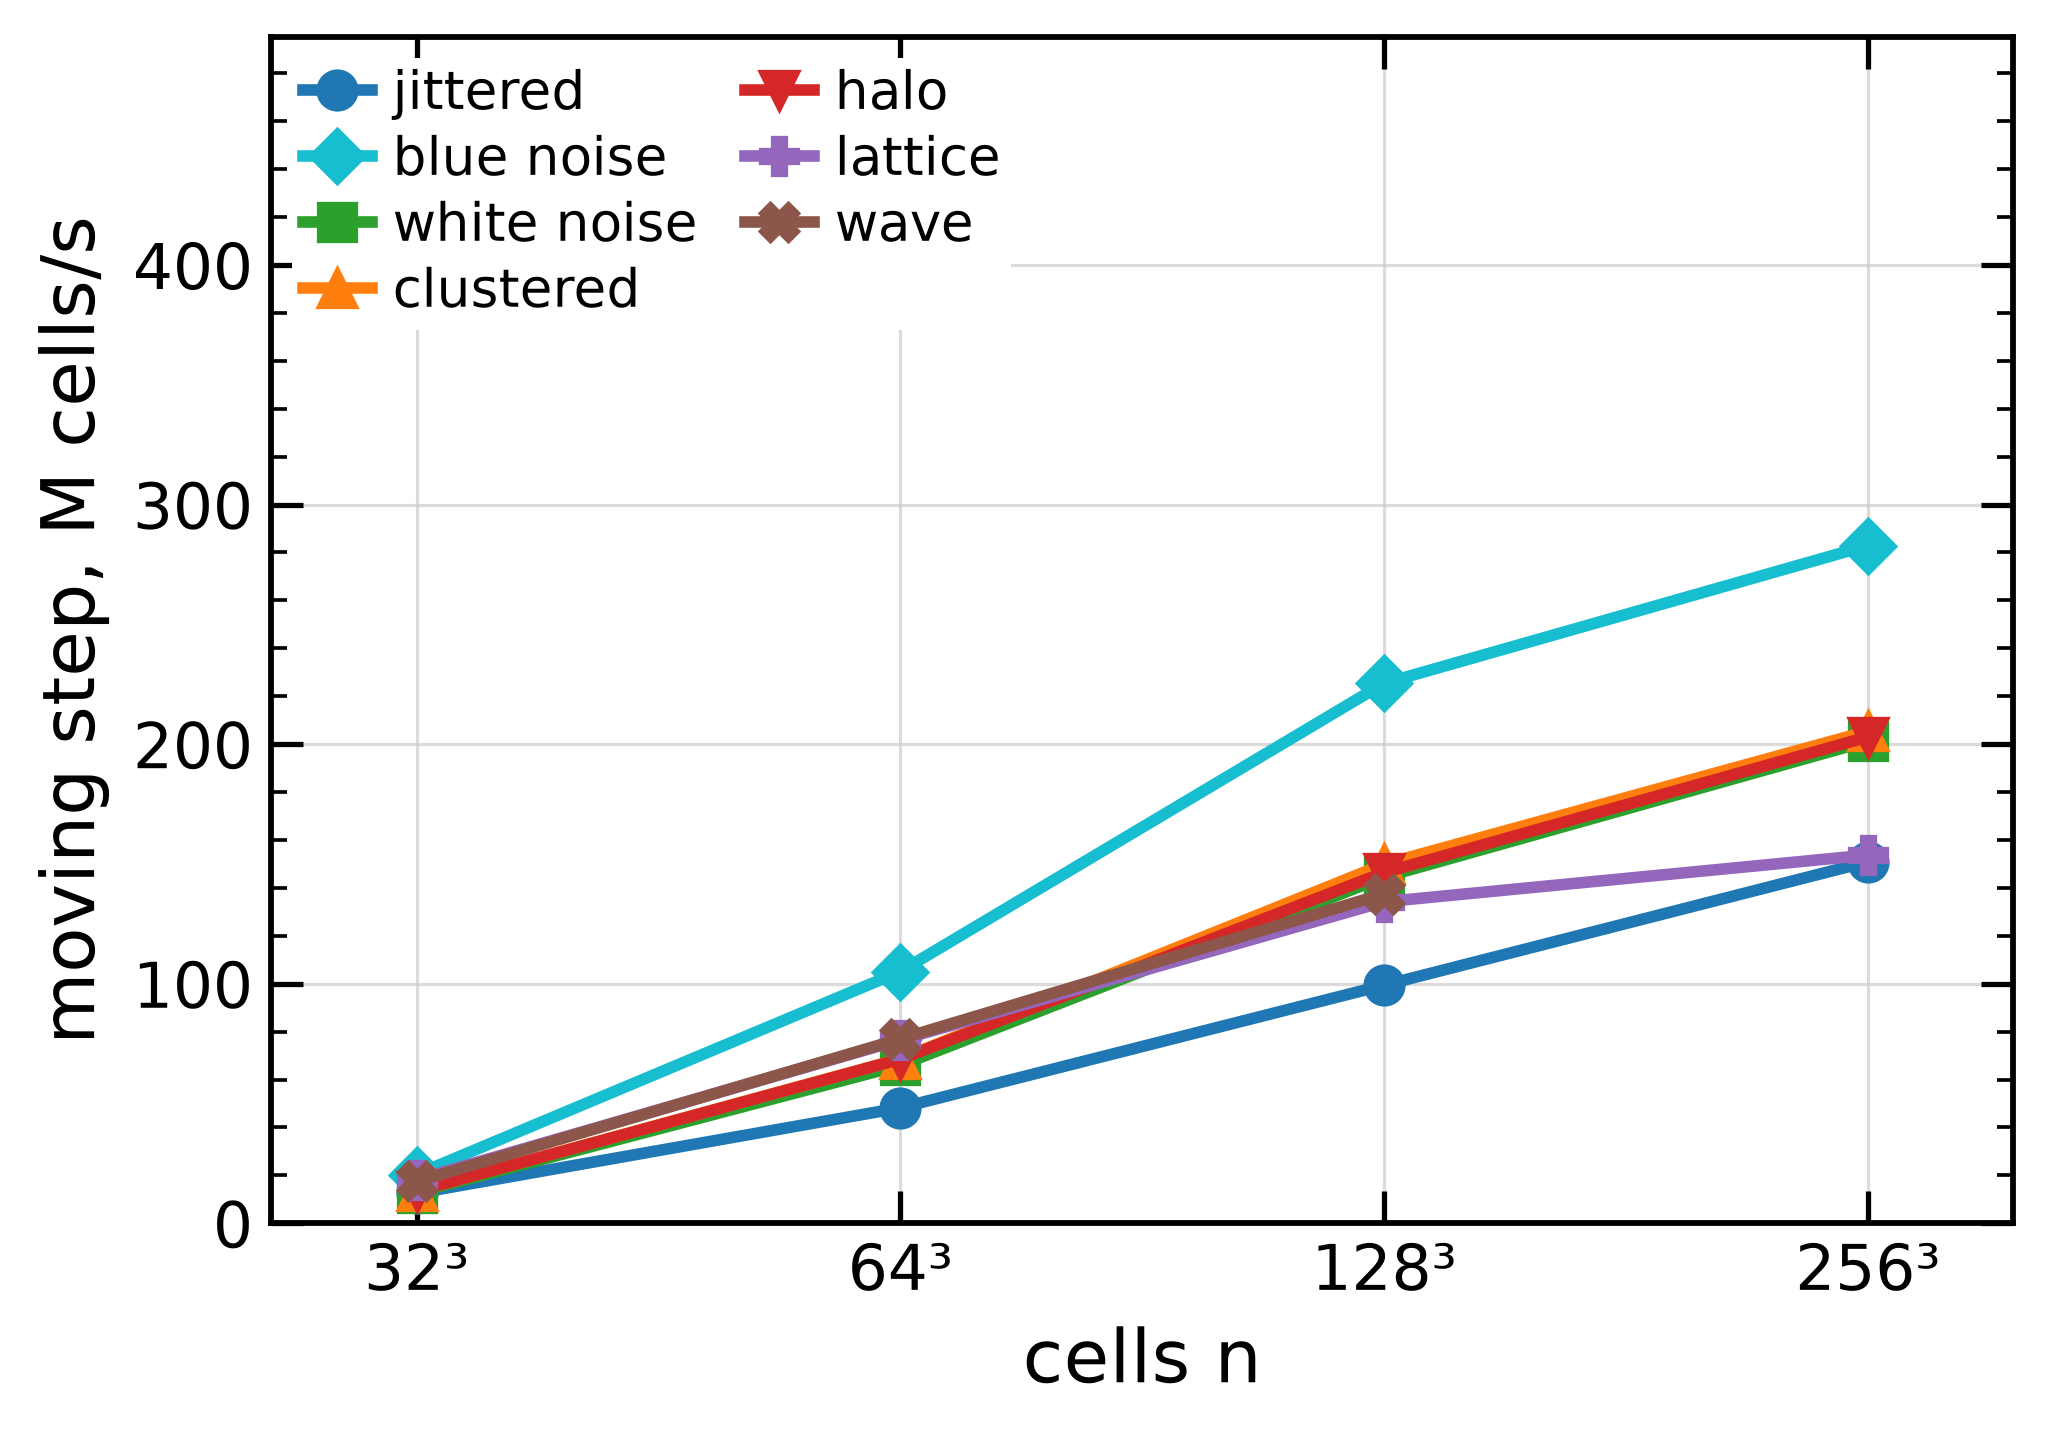 jittered
blue noise
white noise
clustered
halo
lattice
wave
moving step, M cells/s
400
300
200
100
0
32³
64³
128³
256³
cells n